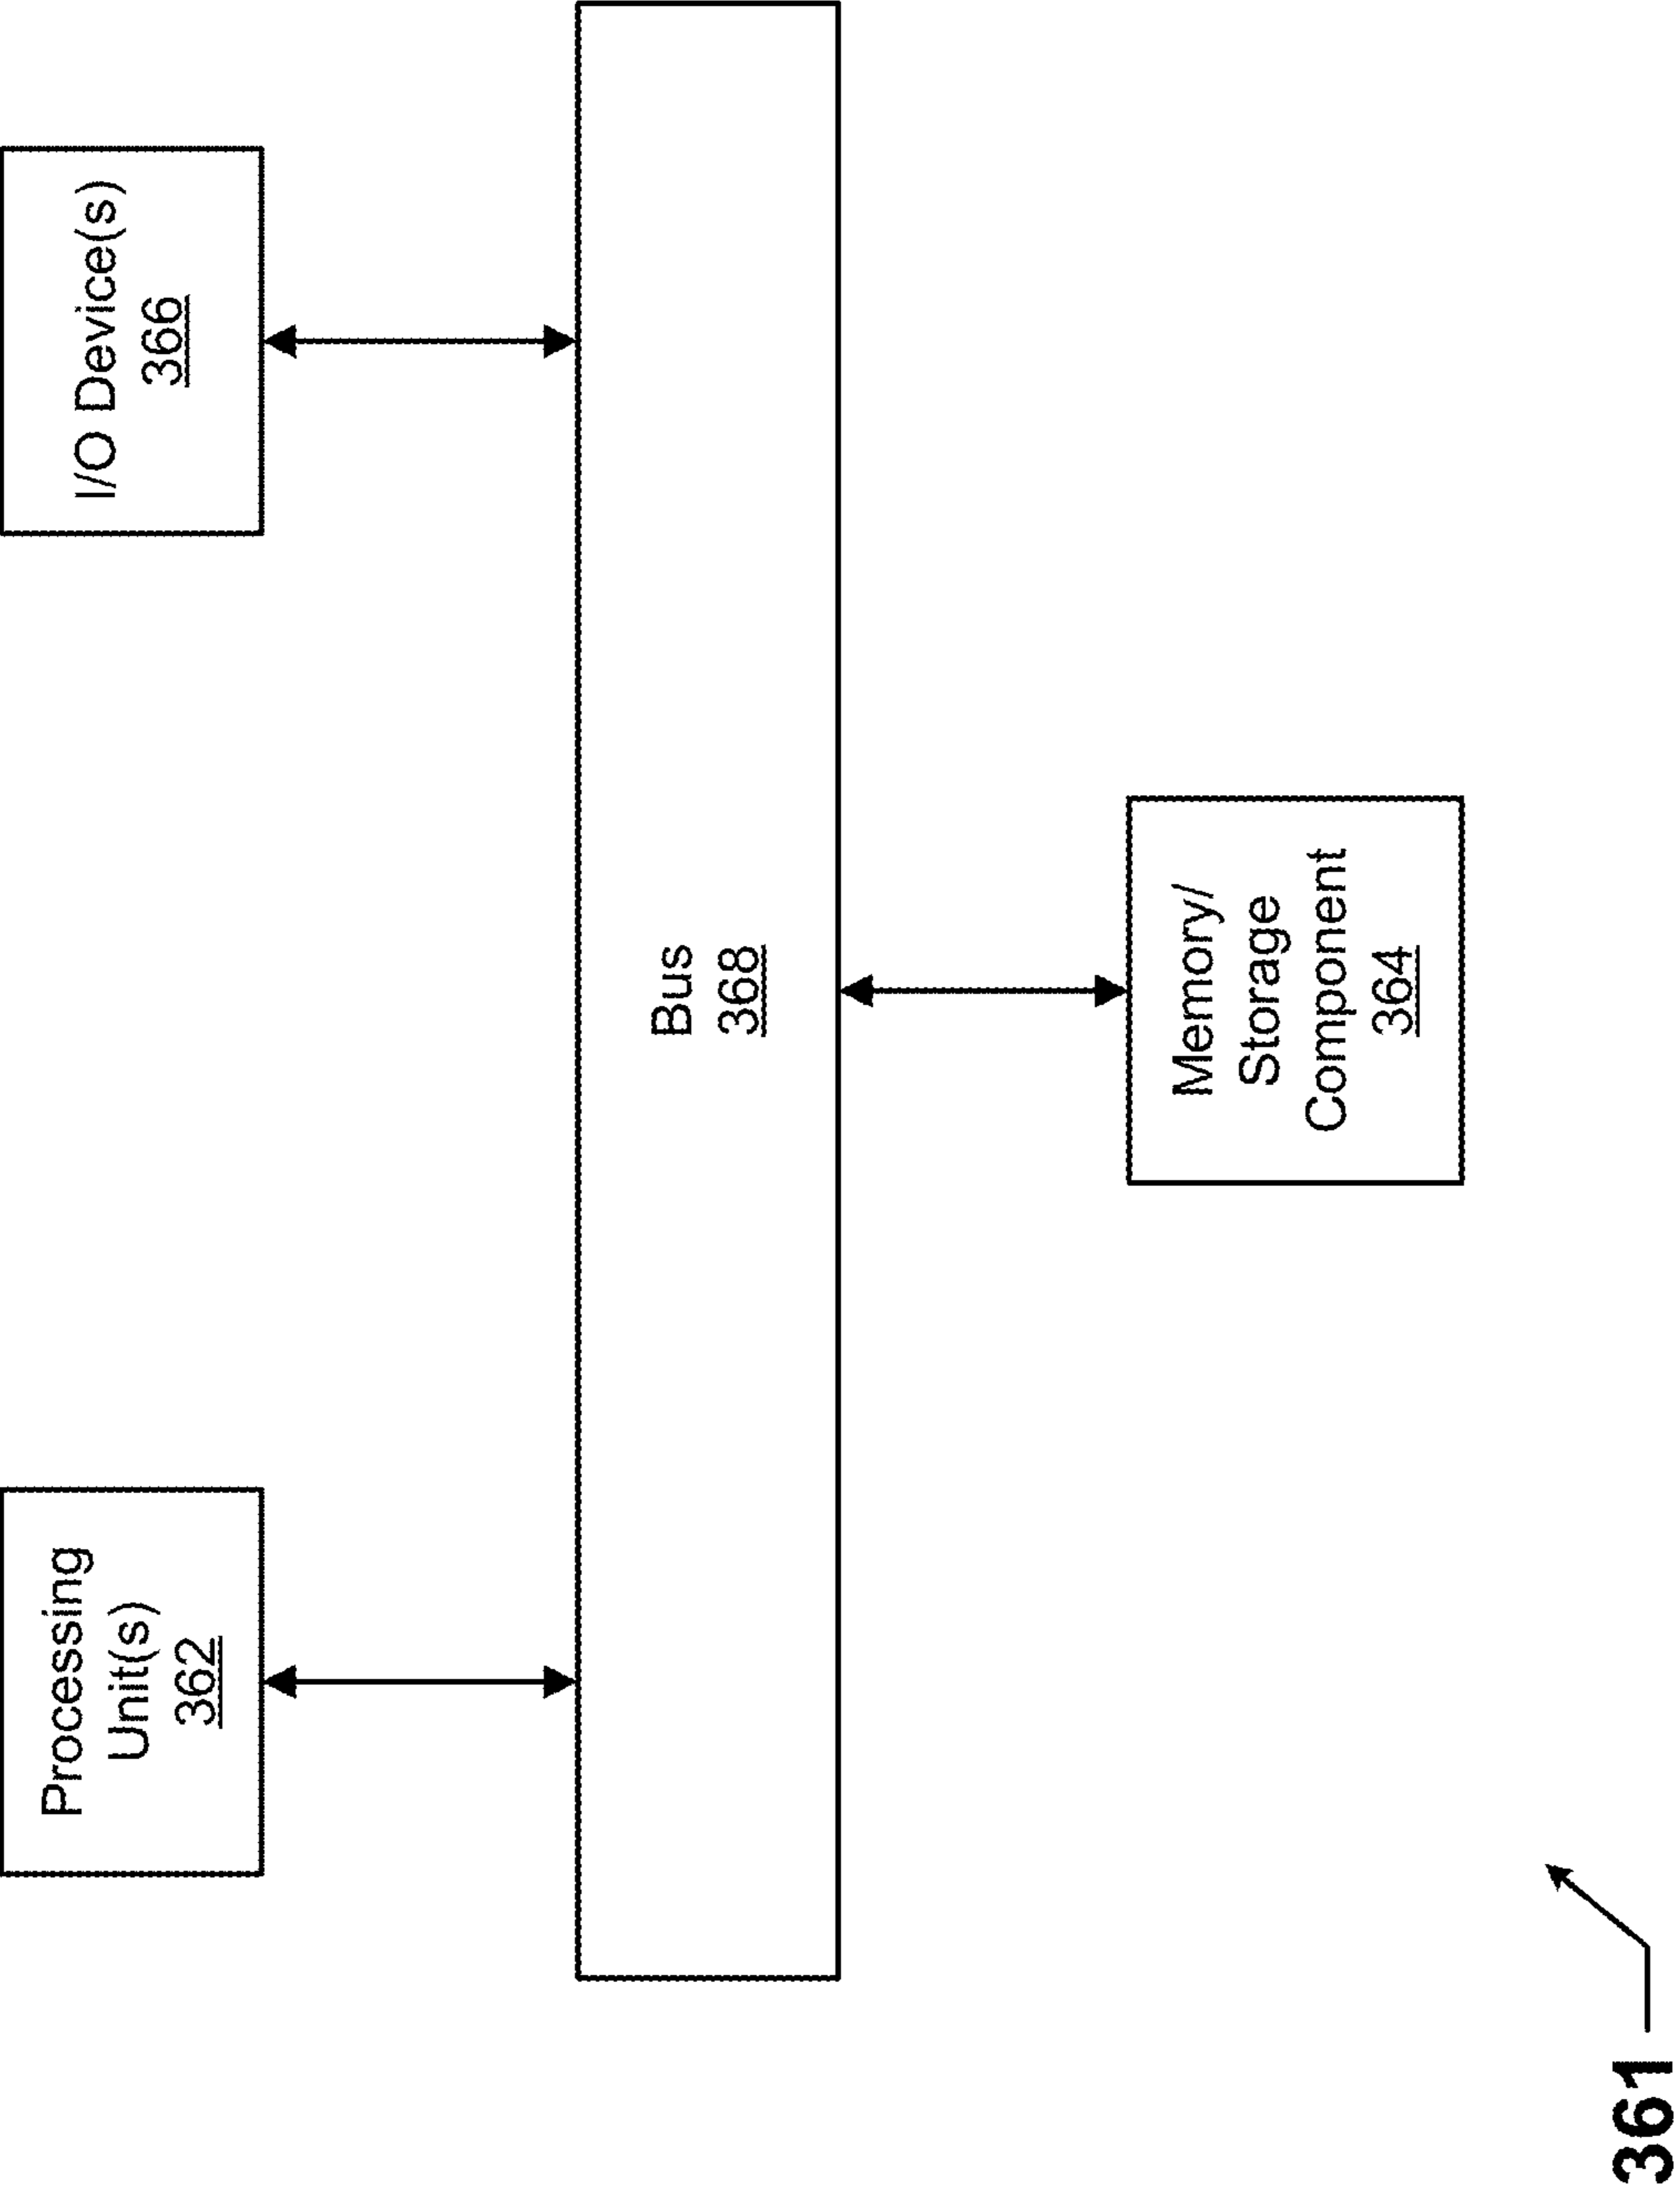 Processing
Unit(s)
362
I/O Device(s)
366
Bus
368
Memory/
Storage
Component
364
361